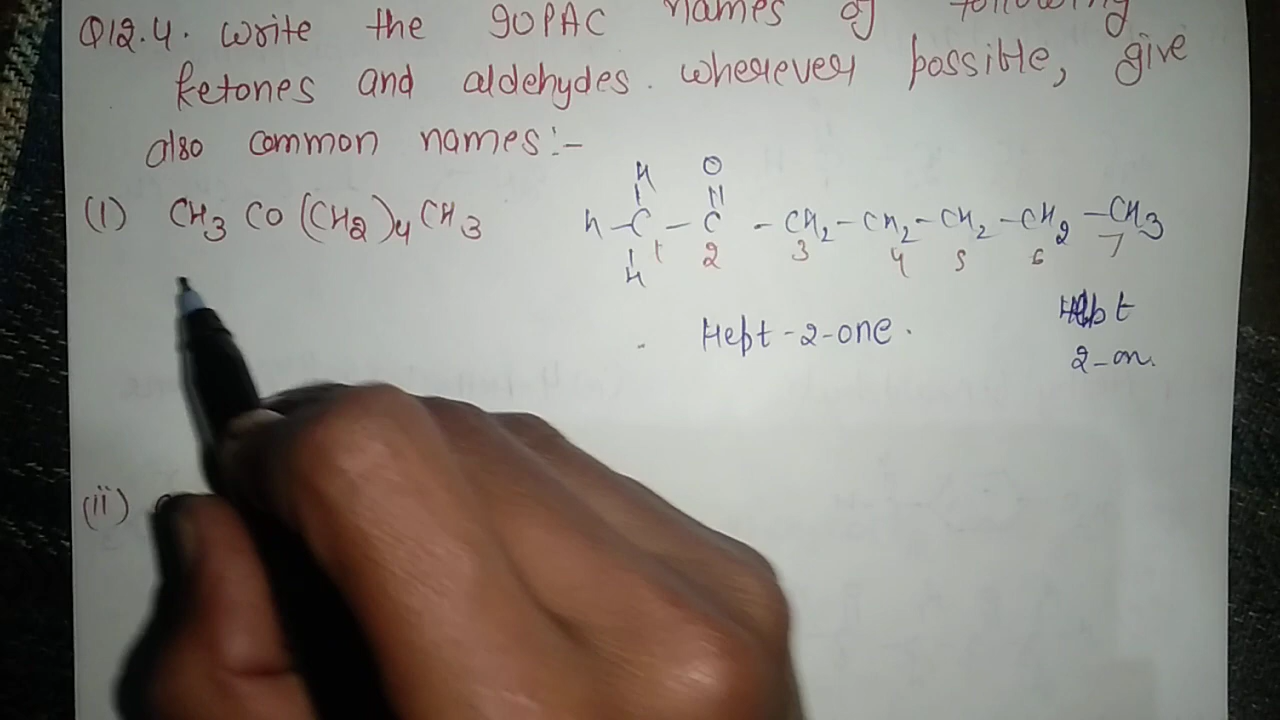 Q12.4. Write the IUPAC names of following
ketones and aldehydes. wherever possible, give
also common names:-
(i) CH3 CO (CH2)4 CH3
H O
H - C - C - CH2 - CH2 - CH2 - CH2 - CH3
1 2 3 4 5 6 7
H
Hept-2-one.
Hept
2-on.
(ii)